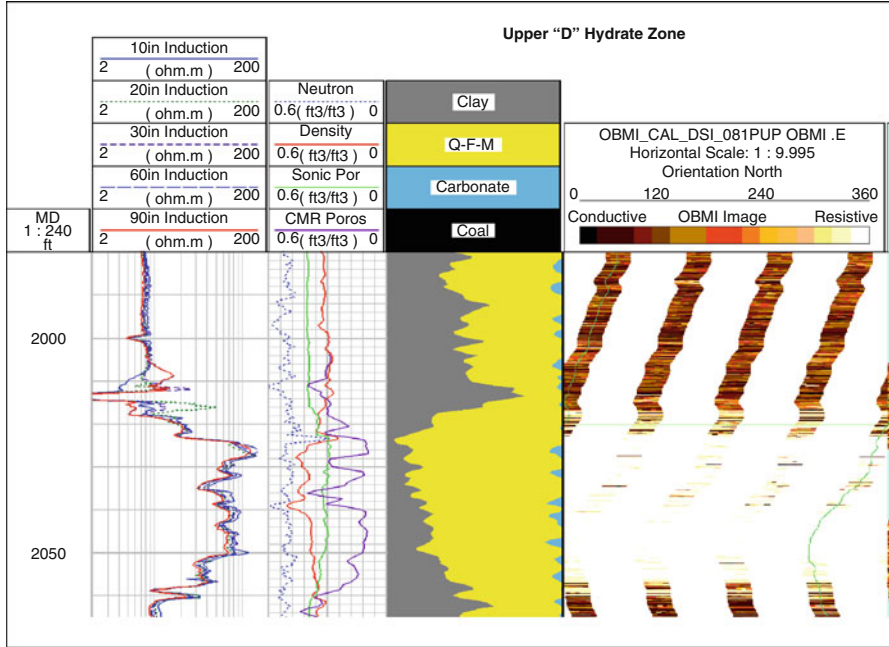 Upper “D” Hydrate Zone
10in Induction
2 ( ohm.m ) 200
20in Induction
2 ( ohm.m ) 200
30in Induction
2 ( ohm.m ) 200
60in Induction
2 ( ohm.m ) 200
90in Induction
2 ( ohm.m ) 200
MD
1 : 240
ft
Neutron
0.6( ft3/ft3 ) 0
Density
0.6( ft3/ft3 ) 0
Sonic Por
0.6( ft3/ft3 ) 0
CMR Poros
0.6( ft3/ft3 ) 0
Clay
Q-F-M
Carbonate
Coal
OBMI_CAL_DSI_081PUP OBMI .E
Horizontal Scale: 1 : 9.995
Orientation North
0 120 240 360
Conductive OBMI Image Resistive
2000
2050